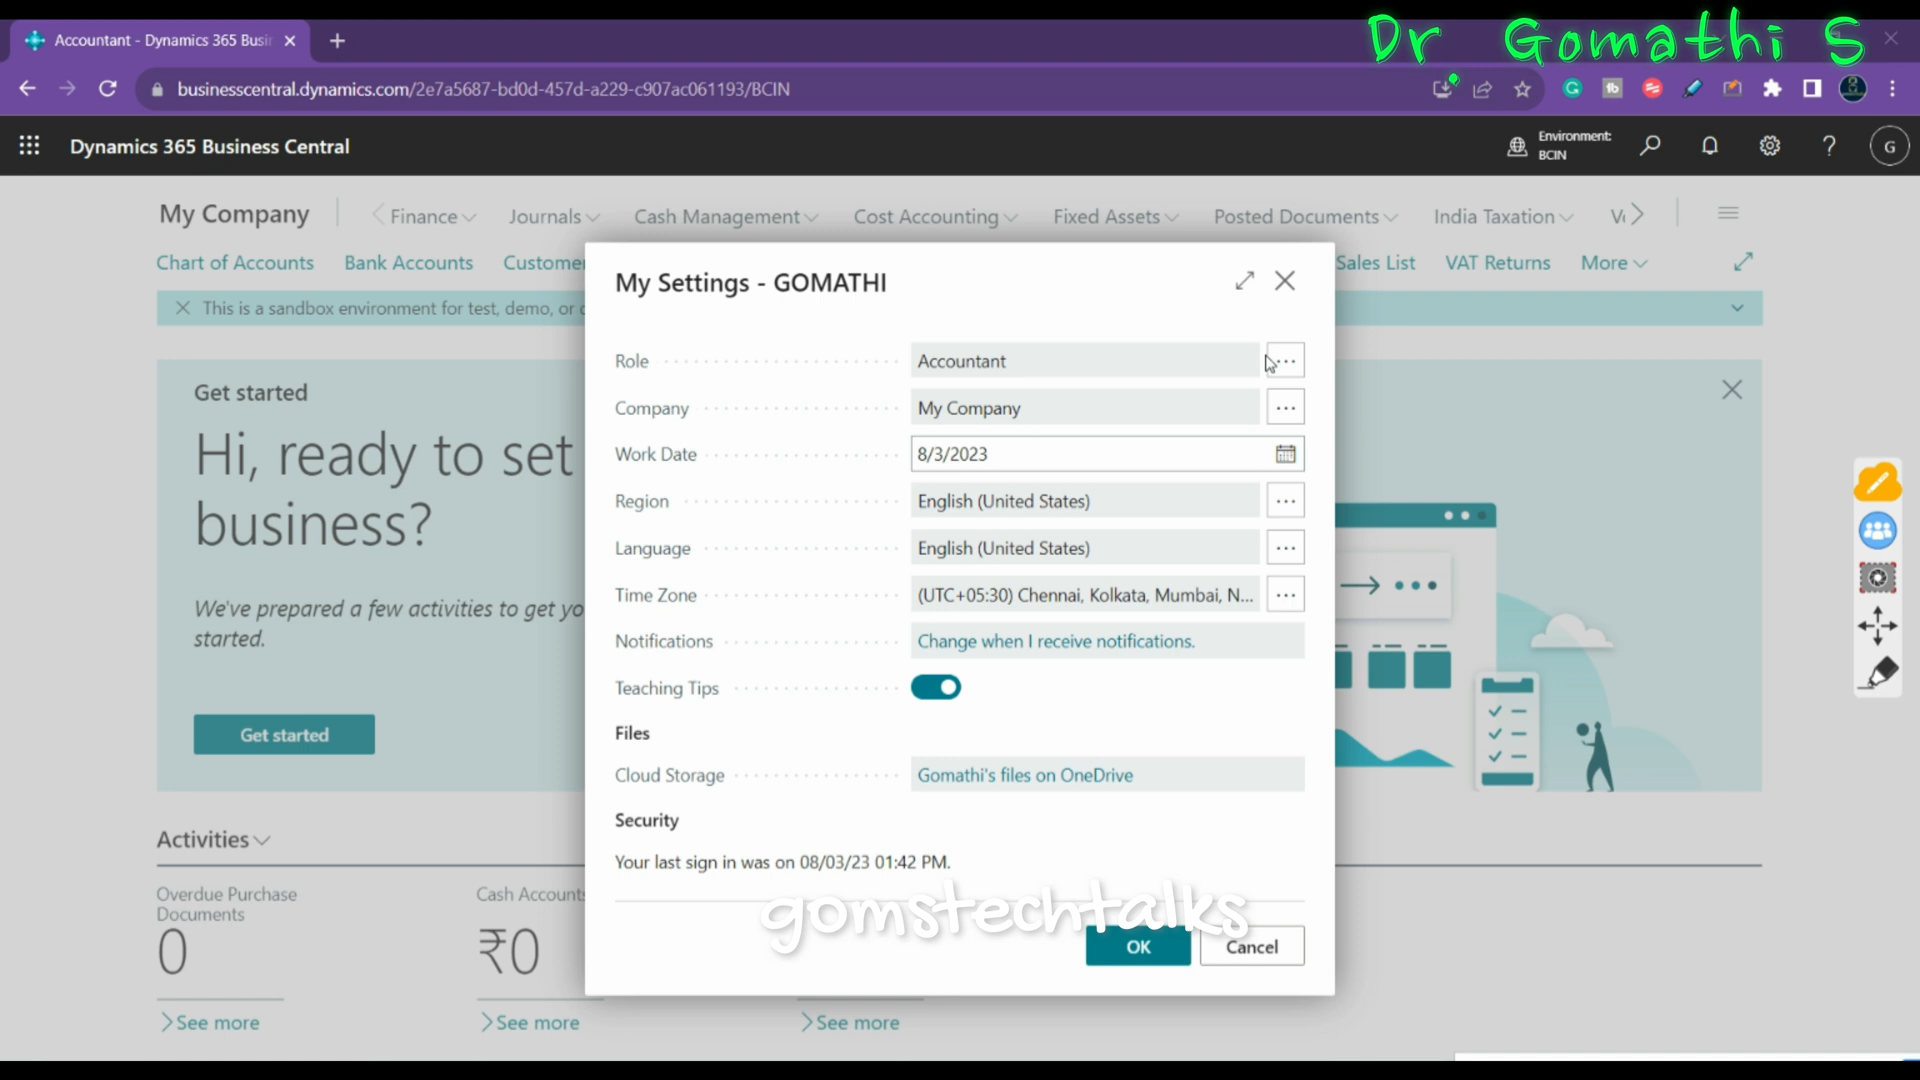 Dr Gomathi S
Accountant - Dynamics 365 Busi
businesscentral.dynamics.com/2e7a5687-bd0d-457d-a229-c907ac061193/BCIN
Dynamics 365 Business Central
Environment:
BCIN
G
My Company
Finance
Journals
Cash Management
Cost Accounting
Fixed Assets
Posted Documents
India Taxation
Chart of Accounts
Bank Accounts
Custome
Sales List
VAT Returns
More
This is a sandbox environment for test, demo, or
Get started
Hi, ready to set
business?
We've prepared a few activities to get yo
started.
Get started
My Settings - GOMATHI
Role Accountant
Company My Company
Work Date 8/3/2023
Region English (United States)
Language English (United States)
Time Zone (UTC+05:30) Chennai, Kolkata, Mumbai, N...
Notifications Change when I receive notifications.
Teaching Tips
Files
Cloud Storage Gomathi's files on OneDrive
Security
Your last sign in was on 08/03/23 01:42 PM.
gomstechtalks
OK
Cancel
Activities
Overdue Purchase
Documents
0
See more
Cash Accounts
₹0
See more
See more